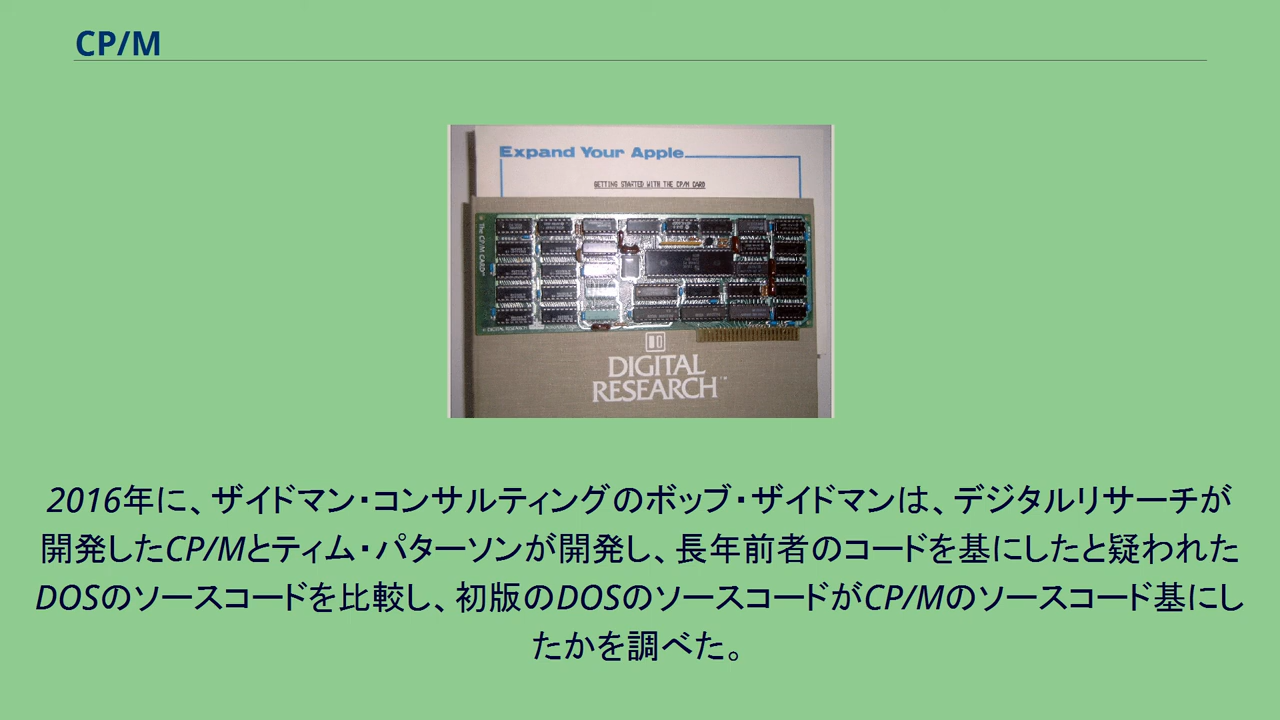 CP/M
Expand Your Apple
GETTING STARTED WITH THE CP/M CARD
The CP/M CARD
DIGITAL RESEARCH
DIGITAL
RESEARCH™
2016年に、ザイドマン・コンサルティングのボッブ・ザイドマンは、デジタルリサーチが
開発したCP/Mとティム・パターソンが開発し、長年前者のコードを基にしたと疑われた
DOSのソースコードを比較し、初版のDOSのソースコードがCP/Mのソースコード基にし
たかを調べた。